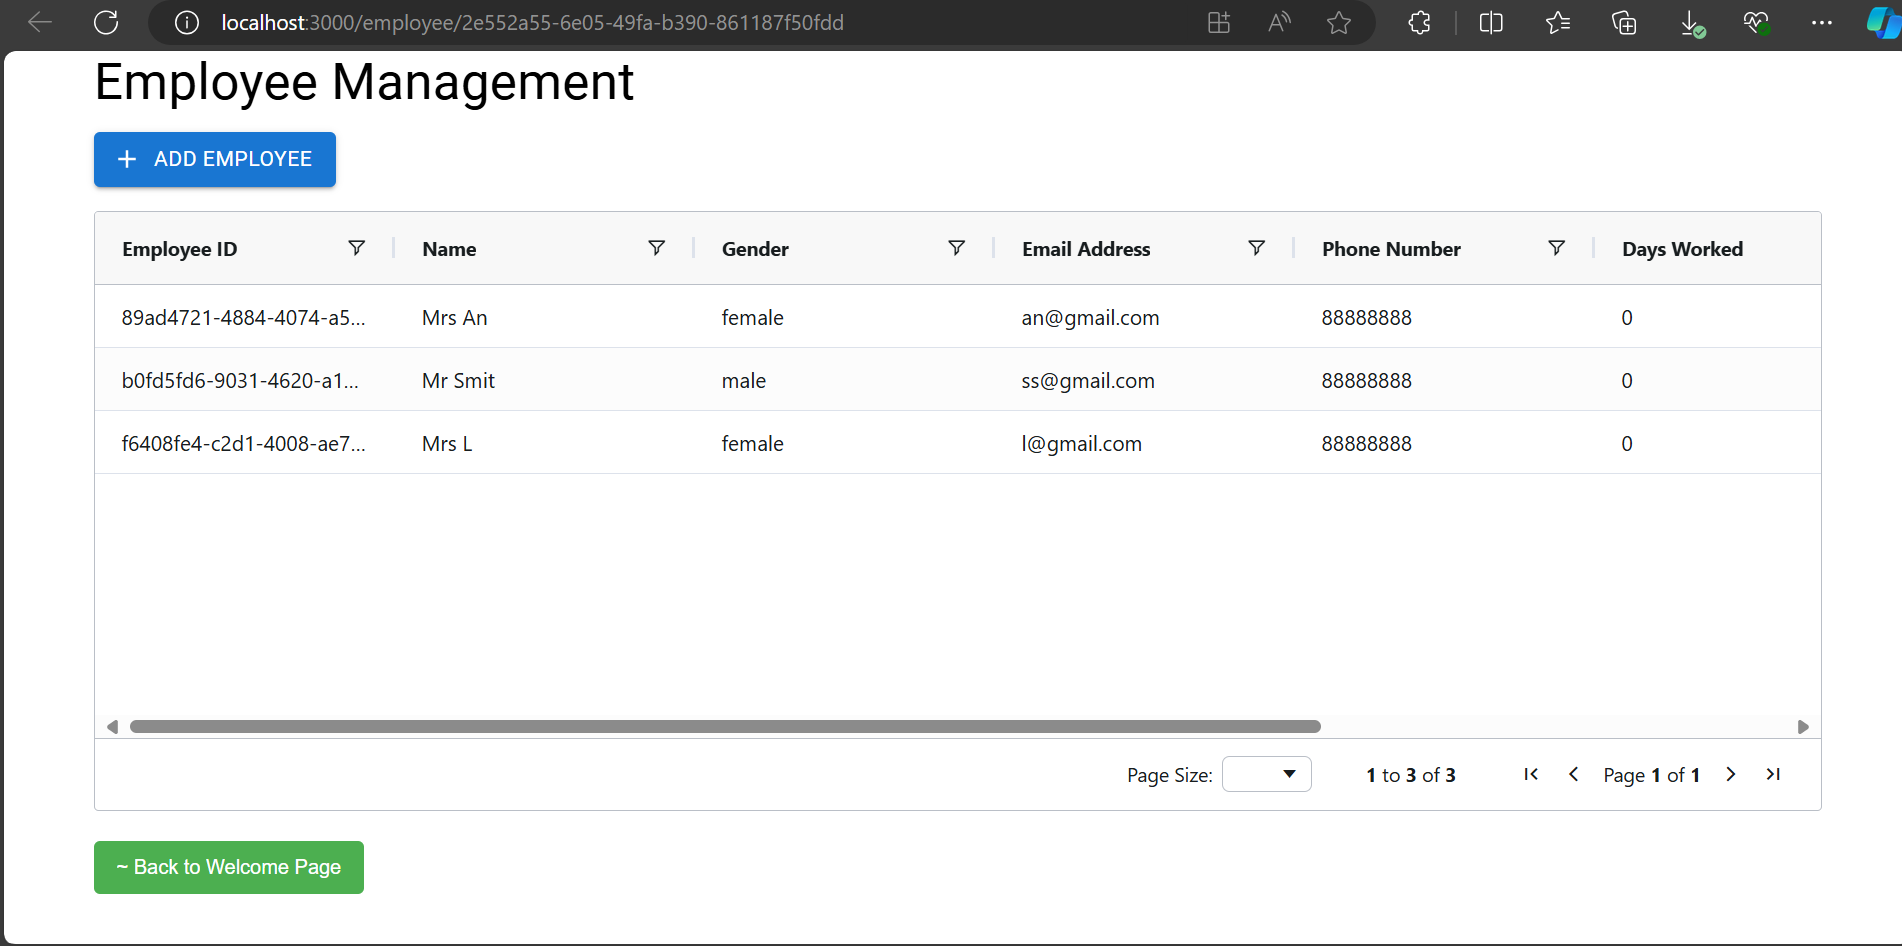 localhost:3000/employee/2e552a55-6e05-49fa-b390-861187f50fdd
Employee Management
+ ADD EMPLOYEE
Employee ID Name Gender Email Address Phone Number Days Worked
89ad4721-4884-4074-a5... Mrs An female an@gmail.com 88888888 0
b0fd5fd6-9031-4620-a1... Mr Smit male ss@gmail.com 88888888 0
f6408fe4-c2d1-4008-ae7... Mrs L female l@gmail.com 88888888 0
Page Size: 1 to 3 of 3 Page 1 of 1
~ Back to Welcome Page